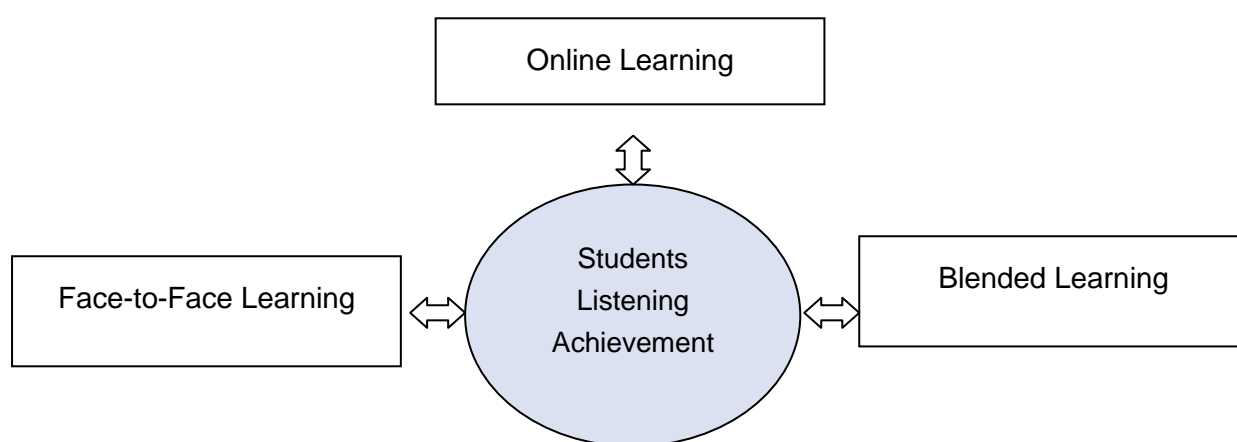 Online Learning
Face-to-Face Learning
Students
Listening
Achievement
Blended Learning